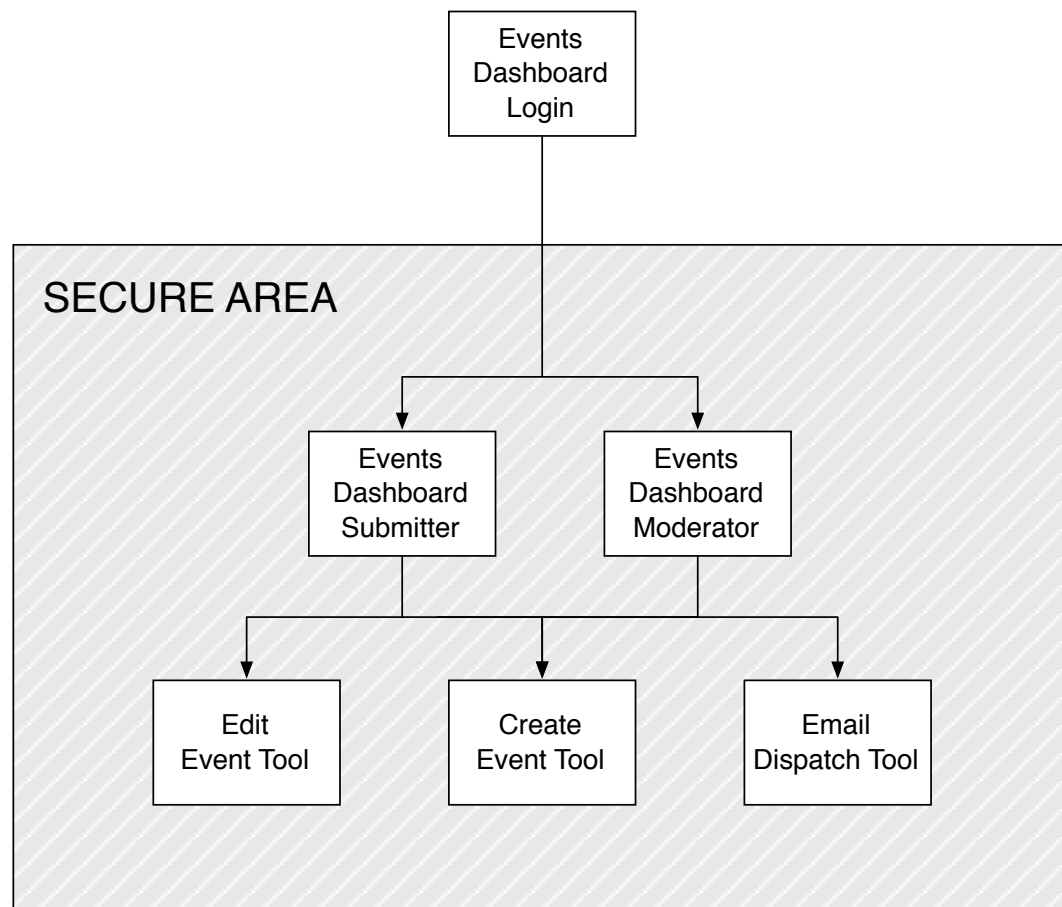 Events
Dashboard
Login
SECURE AREA
Events
Dashboard
Submitter
Events
Dashboard
Moderator
Edit
Event Tool
Create
Event Tool
Email
Dispatch Tool